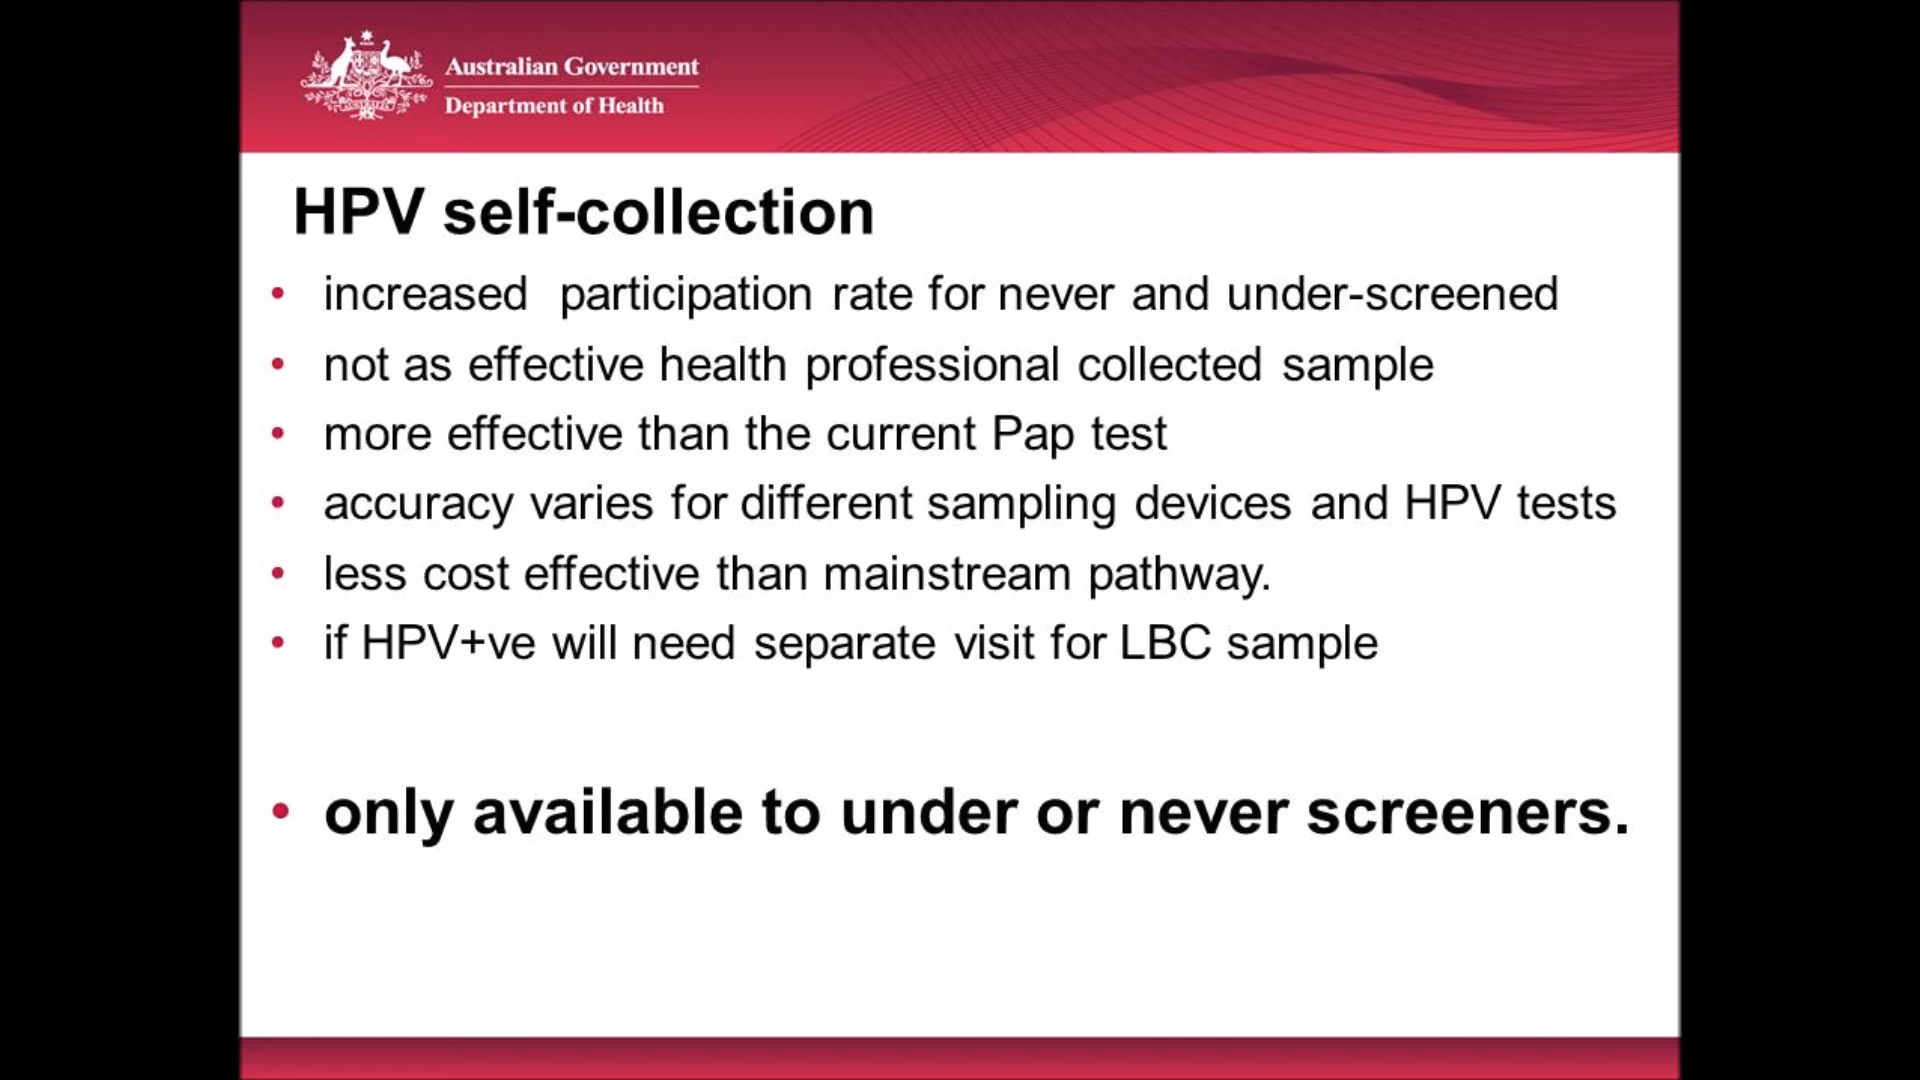 Australian Government
Department of Health
HPV self-collection
• increased participation rate for never and under-screened
• not as effective health professional collected sample
• more effective than the current Pap test
• accuracy varies for different sampling devices and HPV tests
• less cost effective than mainstream pathway.
• if HPV+ve will need separate visit for LBC sample
• only available to under or never screeners.